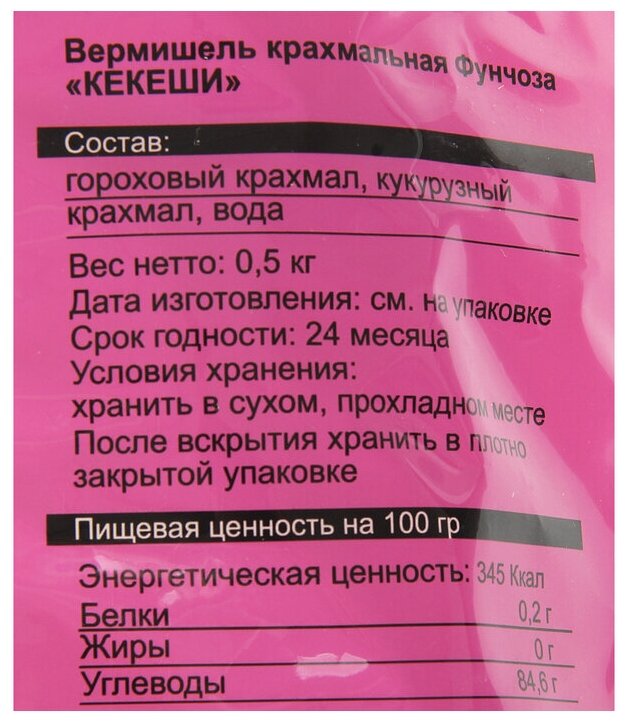 Вермишель крахмальная Фунчоза
«КЕКЕШИ»
Состав:
гороховый крахмал, кукурузный
крахмал, вода
Вес нетто: 0,5 кг
Дата изготовления: см. на упаковке
Срок годности: 24 месяца
Условия хранения:
хранить в сухом, прохладном месте
После вскрытия хранить в плотно
закрытой упаковке
Пищевая ценность на 100 гр
Энергетическая ценность: 345 Ккал
Белки 0,2 г
Жиры 0 г
Углеводы 84,6 г